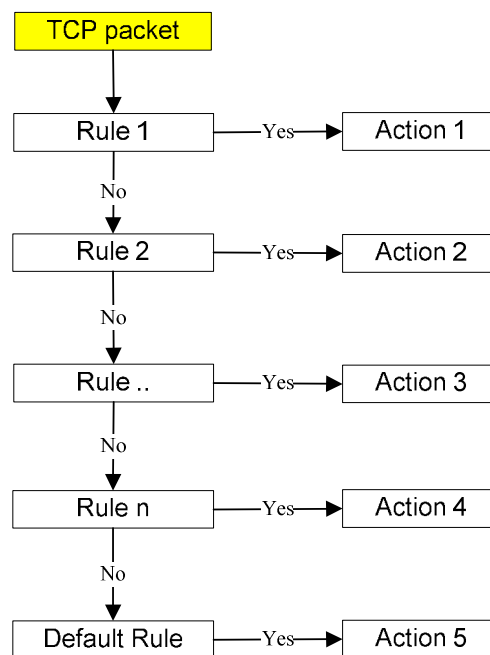 TCP packet
Rule 1
Yes
Action 1
No
Rule 2
Yes
Action 2
No
Rule ..
Yes
Action 3
No
Rule n
Yes
Action 4
No
Default Rule
Yes
Action 5